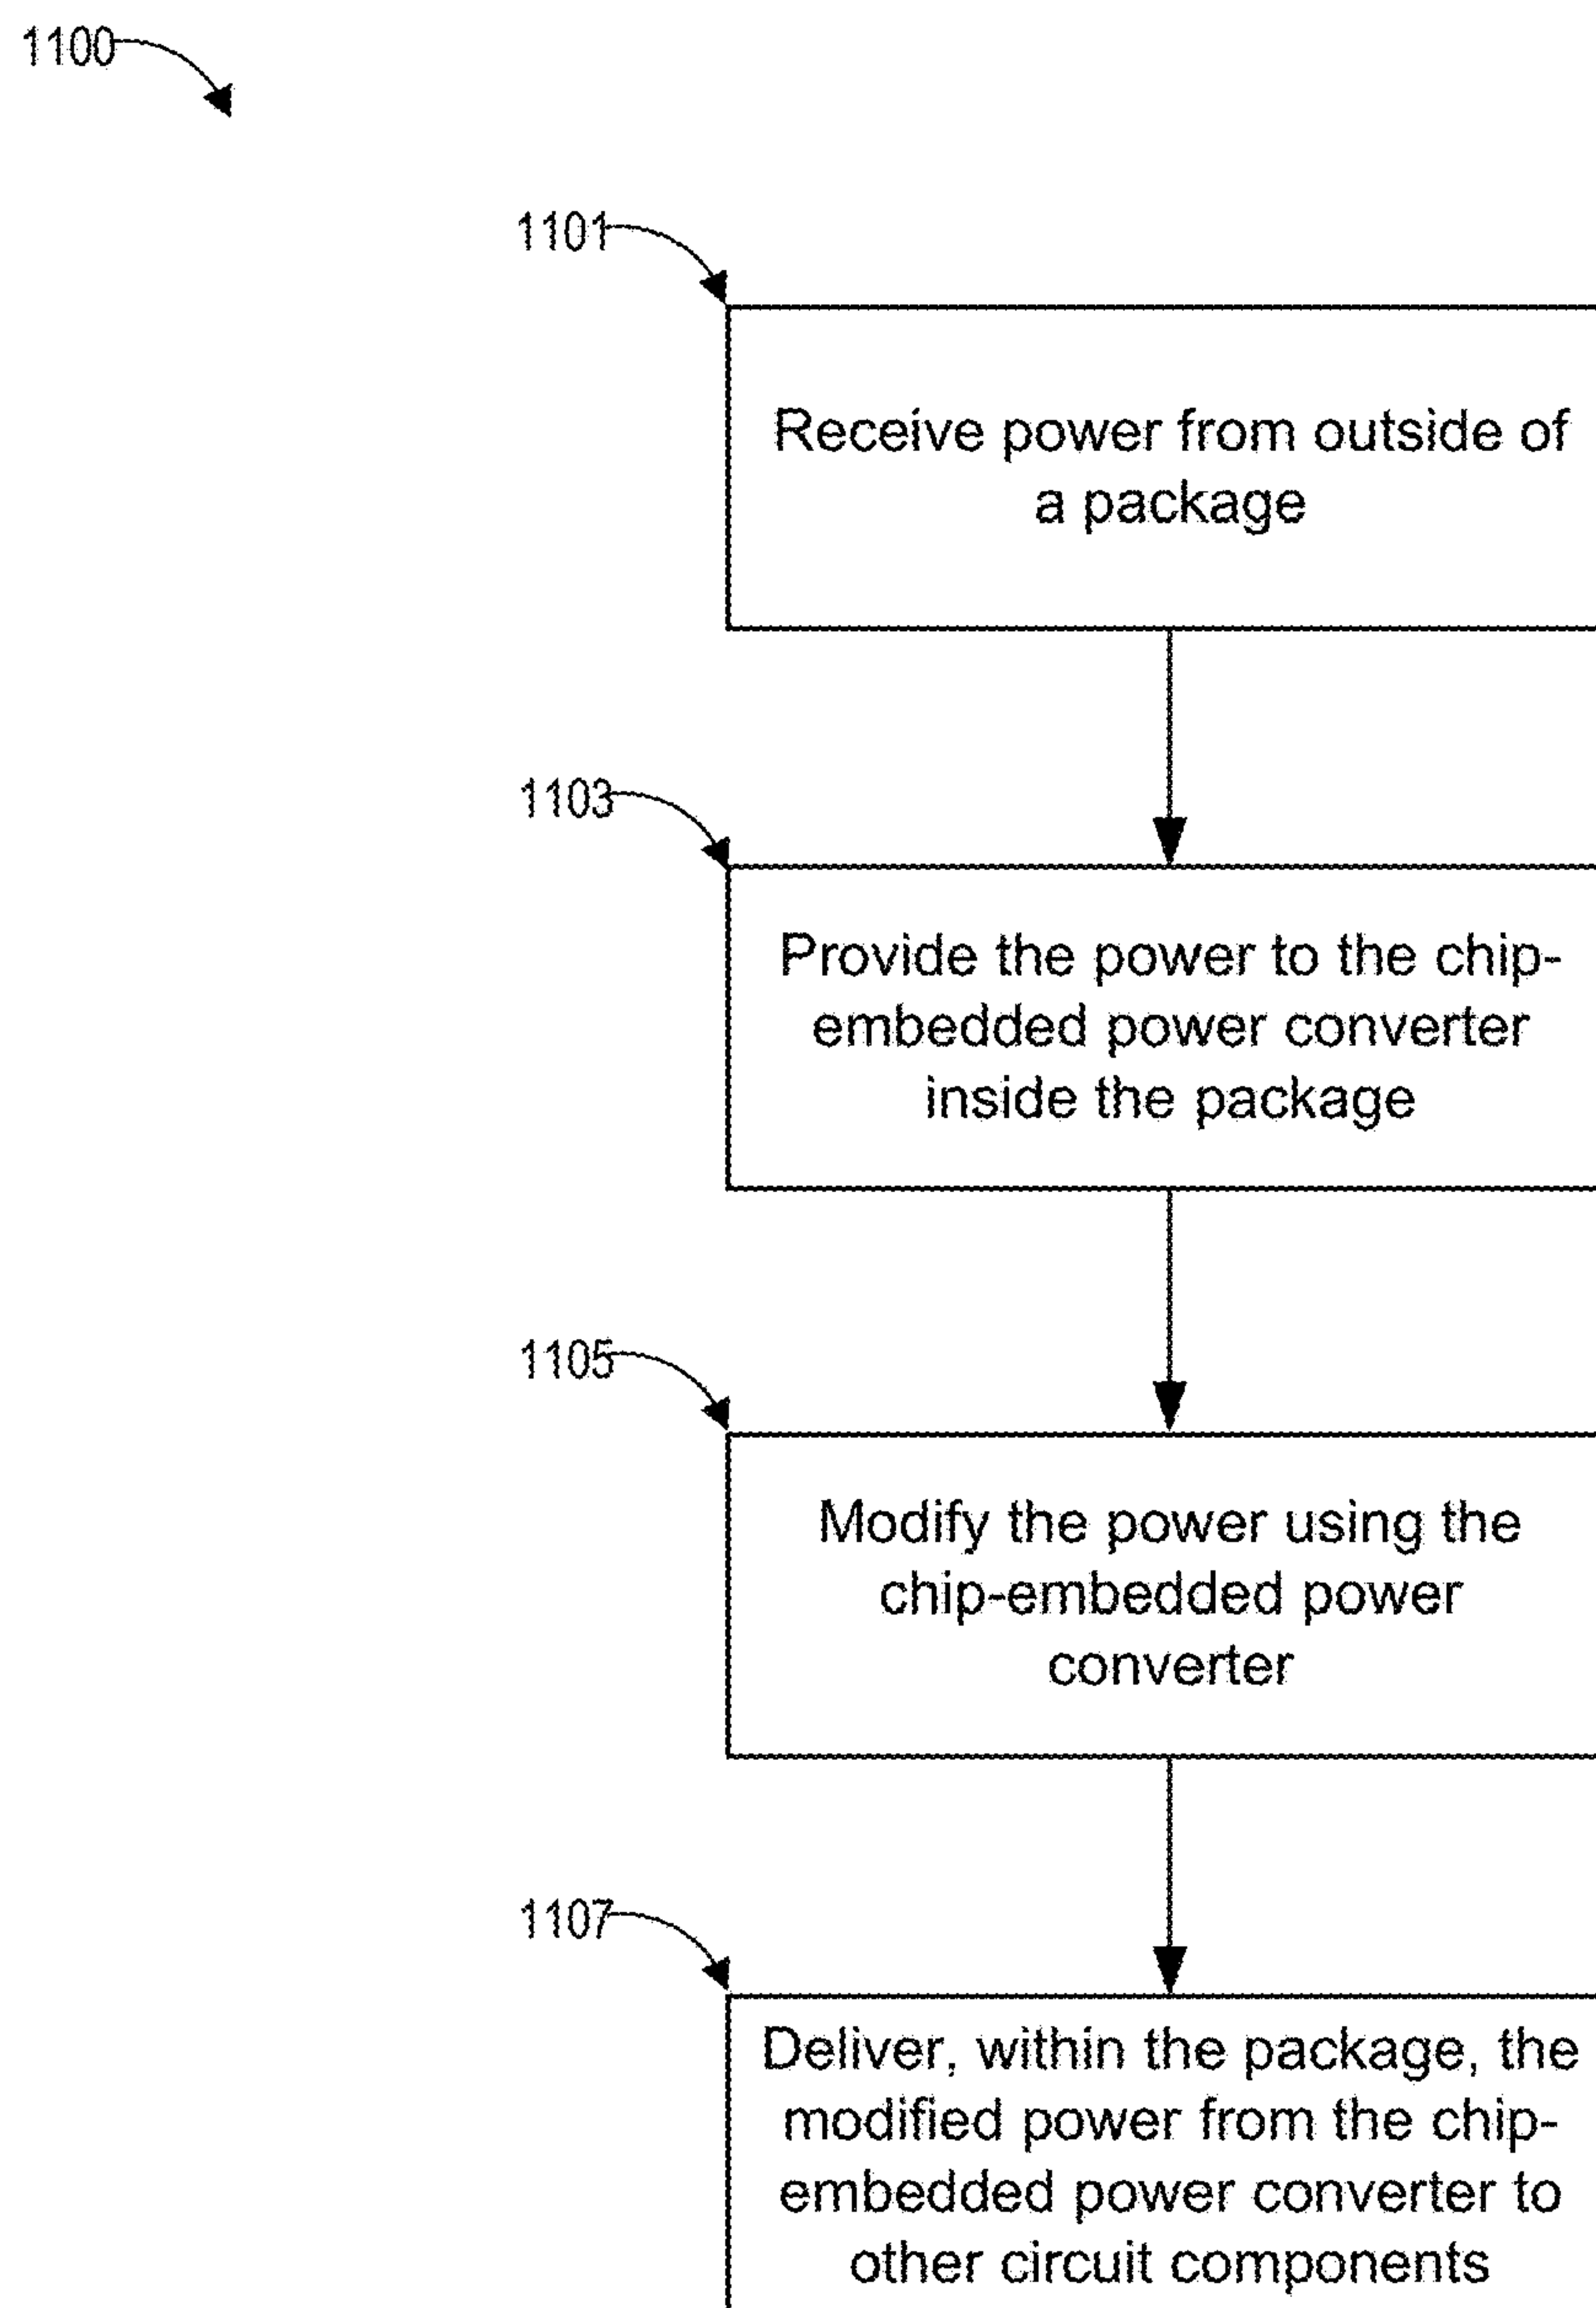 1100
1101
Receive power from outside of
a package
1103
Provide the power to the chip-
embedded power converter
inside the package
1105
Modify the power using the
chip-embedded power
converter
1107
Deliver, within the package, the
modified power from the chip-
embedded power converter to
other circuit components